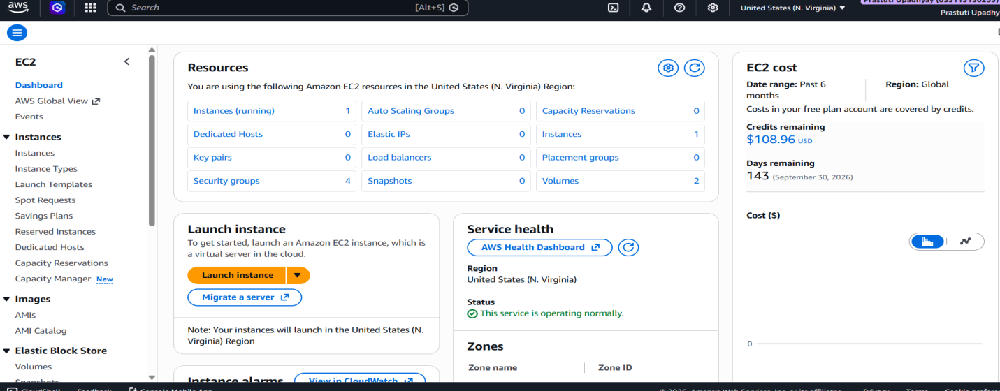 aws
Search [Alt+S]
United States (N. Virginia)
Prastuti Upadhy
EC2
Dashboard
AWS Global View
Events
Instances
Instances
Instance Types
Launch Templates
Spot Requests
Savings Plans
Reserved Instances
Dedicated Hosts
Capacity Reservations
Capacity Manager New
Images
AMIs
AMI Catalog
Elastic Block Store
Volumes
Snapshots
Resources
You are using the following Amazon EC2 resources in the United States (N. Virginia) Region:
Instances (running) 1 Auto Scaling Groups 0 Capacity Reservations 0
Dedicated Hosts 0 Elastic IPs 0 Instances 1
Key pairs 0 Load balancers 0 Placement groups 0
Security groups 4 Snapshots 0 Volumes 2
Launch instance
To get started, launch an Amazon EC2 instance, which is
a virtual server in the cloud.
Launch instance
Migrate a server
Note: Your instances will launch in the United States (N.
Virginia) Region
Instance alarms View in CloudWatch
Service health
AWS Health Dashboard
Region
United States (N. Virginia)
Status
This service is operating normally.
Zones
Zone name Zone ID
EC2 cost
Date range: Past 6
months
Region: Global
Costs in your free plan account are covered by credits.
Credits remaining
$108.96 USD
Days remaining
143 (September 30, 2026)
Cost ($)
0
CloudShell Feedback Console Mobile App
© 2026, Amazon Web Services, Inc. or its affiliates. Privacy Terms Cookie prefere